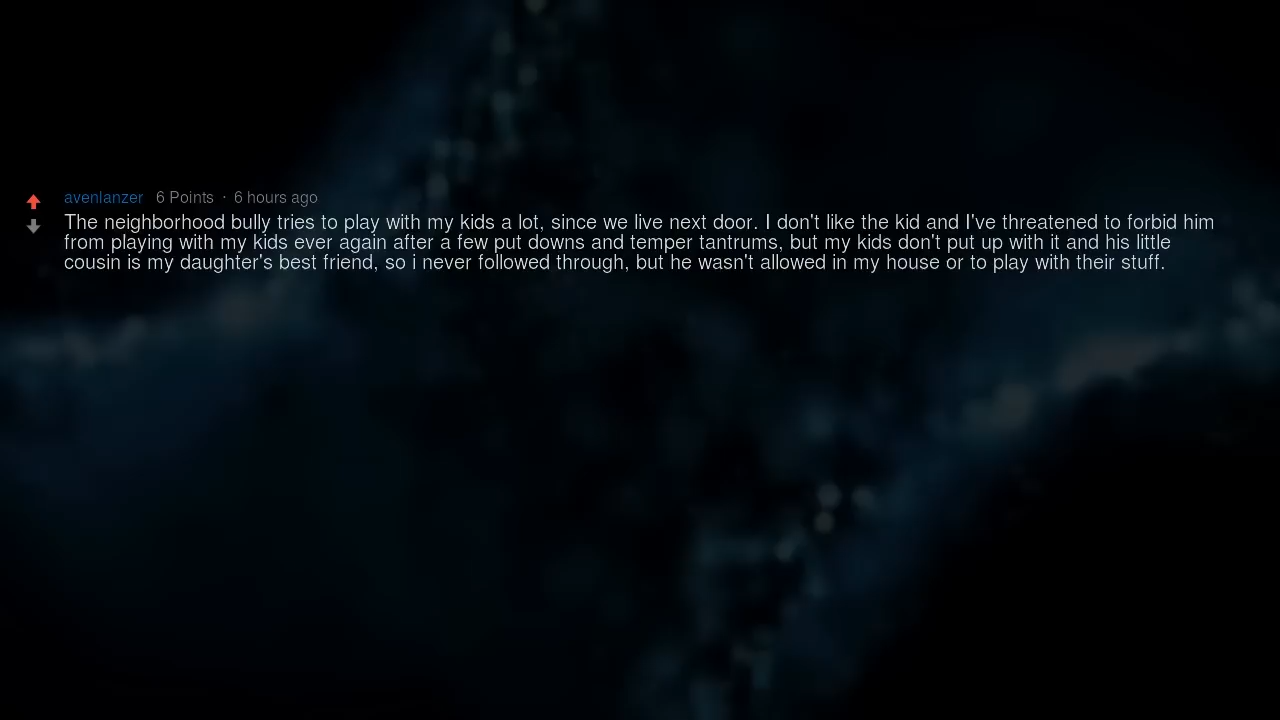 avenlanzer 6 Points · 6 hours ago
The neighborhood bully tries to play with my kids a lot, since we live next door. I don't like the kid and I've threatened to forbid him
from playing with my kids ever again after a few put downs and temper tantrums, but my kids don't put up with it and his little
cousin is my daughter's best friend, so i never followed through, but he wasn't allowed in my house or to play with their stuff.